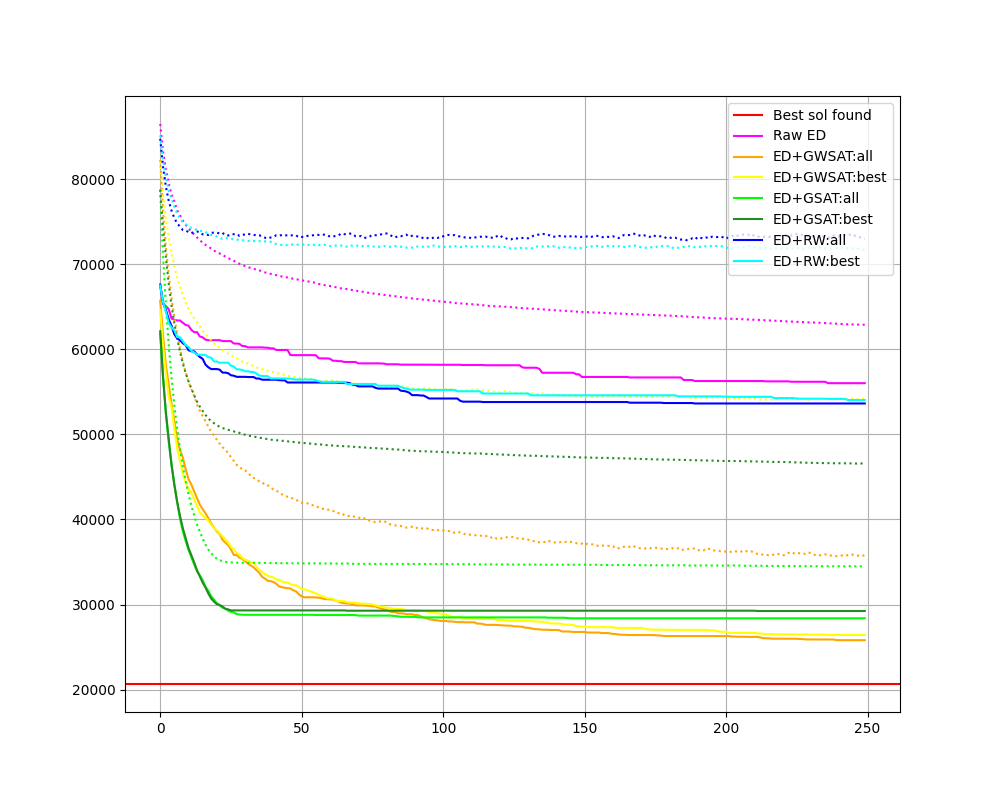 Best sol found
Raw ED
ED+GWSAT:all
ED+GWSAT:best
ED+GSAT:all
ED+GSAT:best
ED+RW:all
ED+RW:best
80000
70000
60000
50000
40000
30000
20000
0 50 100 150 200 250